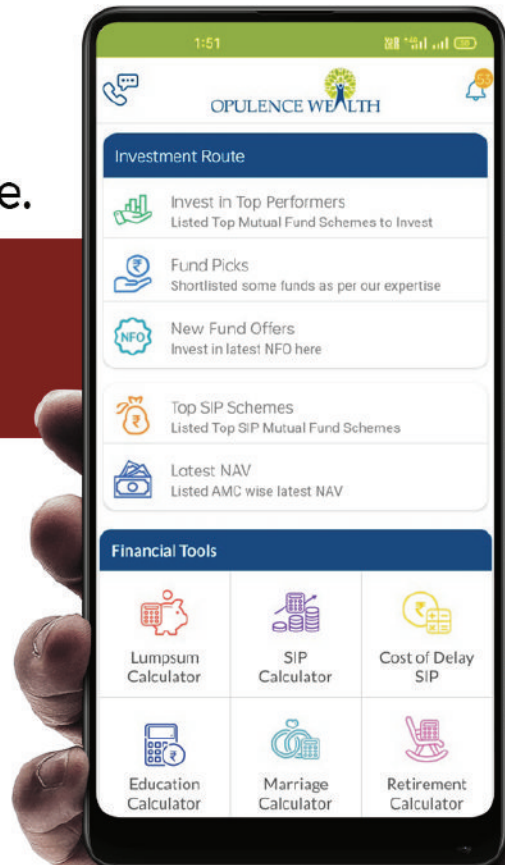 e.
1:51
53
OPULENCE WEALTH
Investment Route
Invest in Top Performers
Listed Top Mutual Fund Schemes to Invest
Fund Picks
Shortlisted some funds as per our expertise
NFO
New Fund Offers
Invest in latest NFO here
Top SIP Schemes
Listed Top SIP Mutual Fund Schemes
Latest NAV
Listed AMC wise latest NAV
Financial Tools
Lumpsum
Calculator
SIP
Calculator
Cost of Delay
SIP
Education
Calculator
Marriage
Calculator
Retirement
Calculator